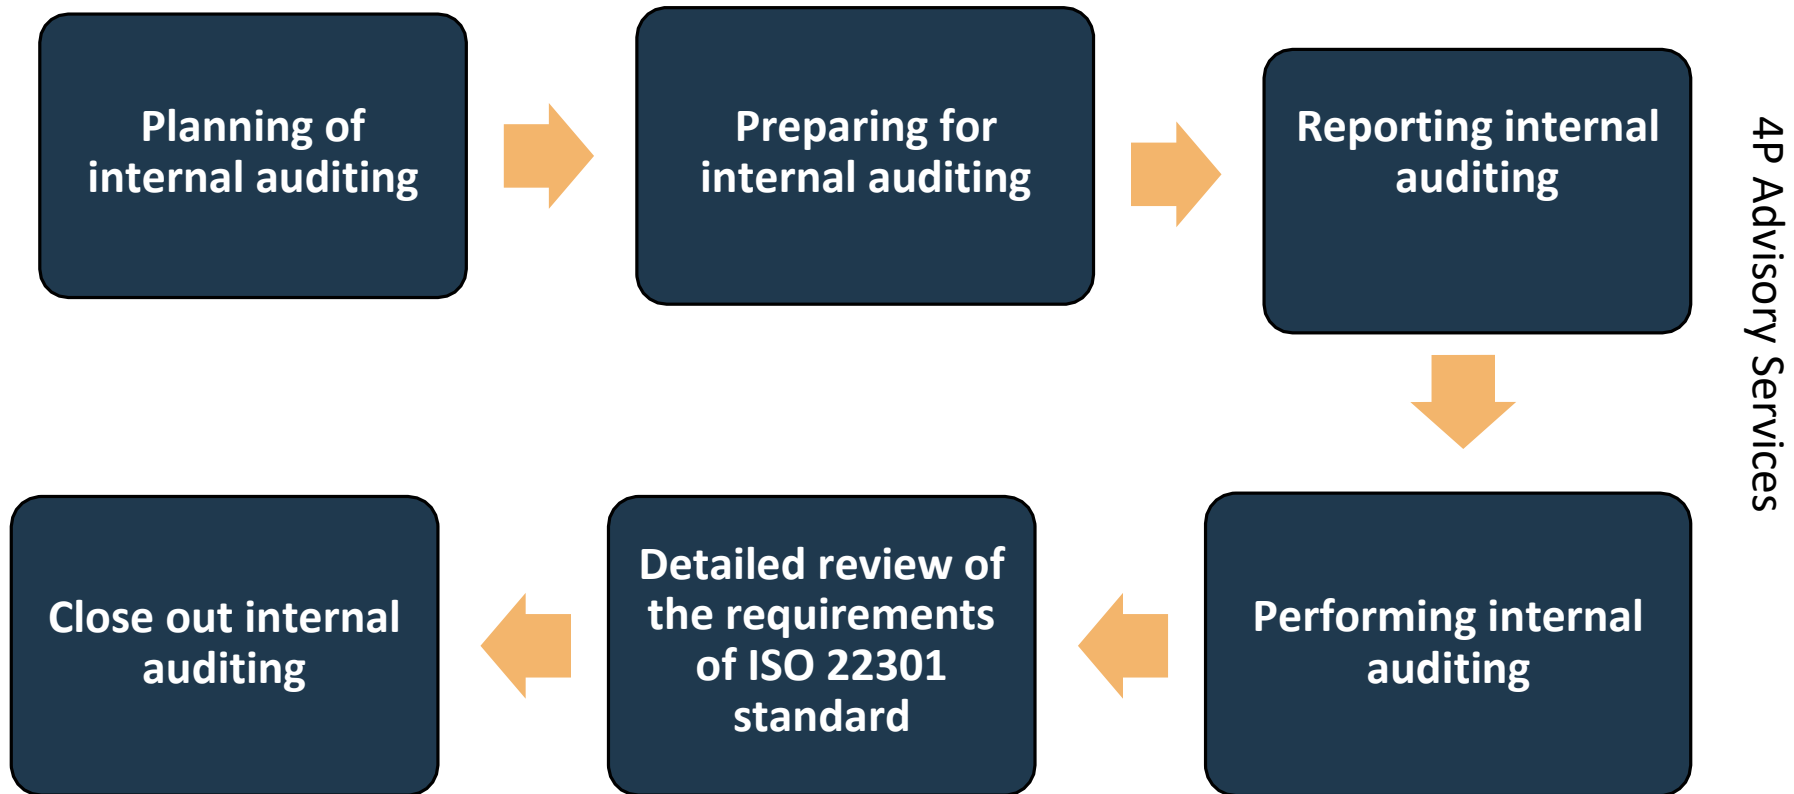 Planning of
internal auditing
Preparing for
internal auditing
Reporting internal
auditing
4P Advisory Services
Performing internal
auditing
Detailed review of
the requirements
of ISO 22301
standard
Close out internal
auditing